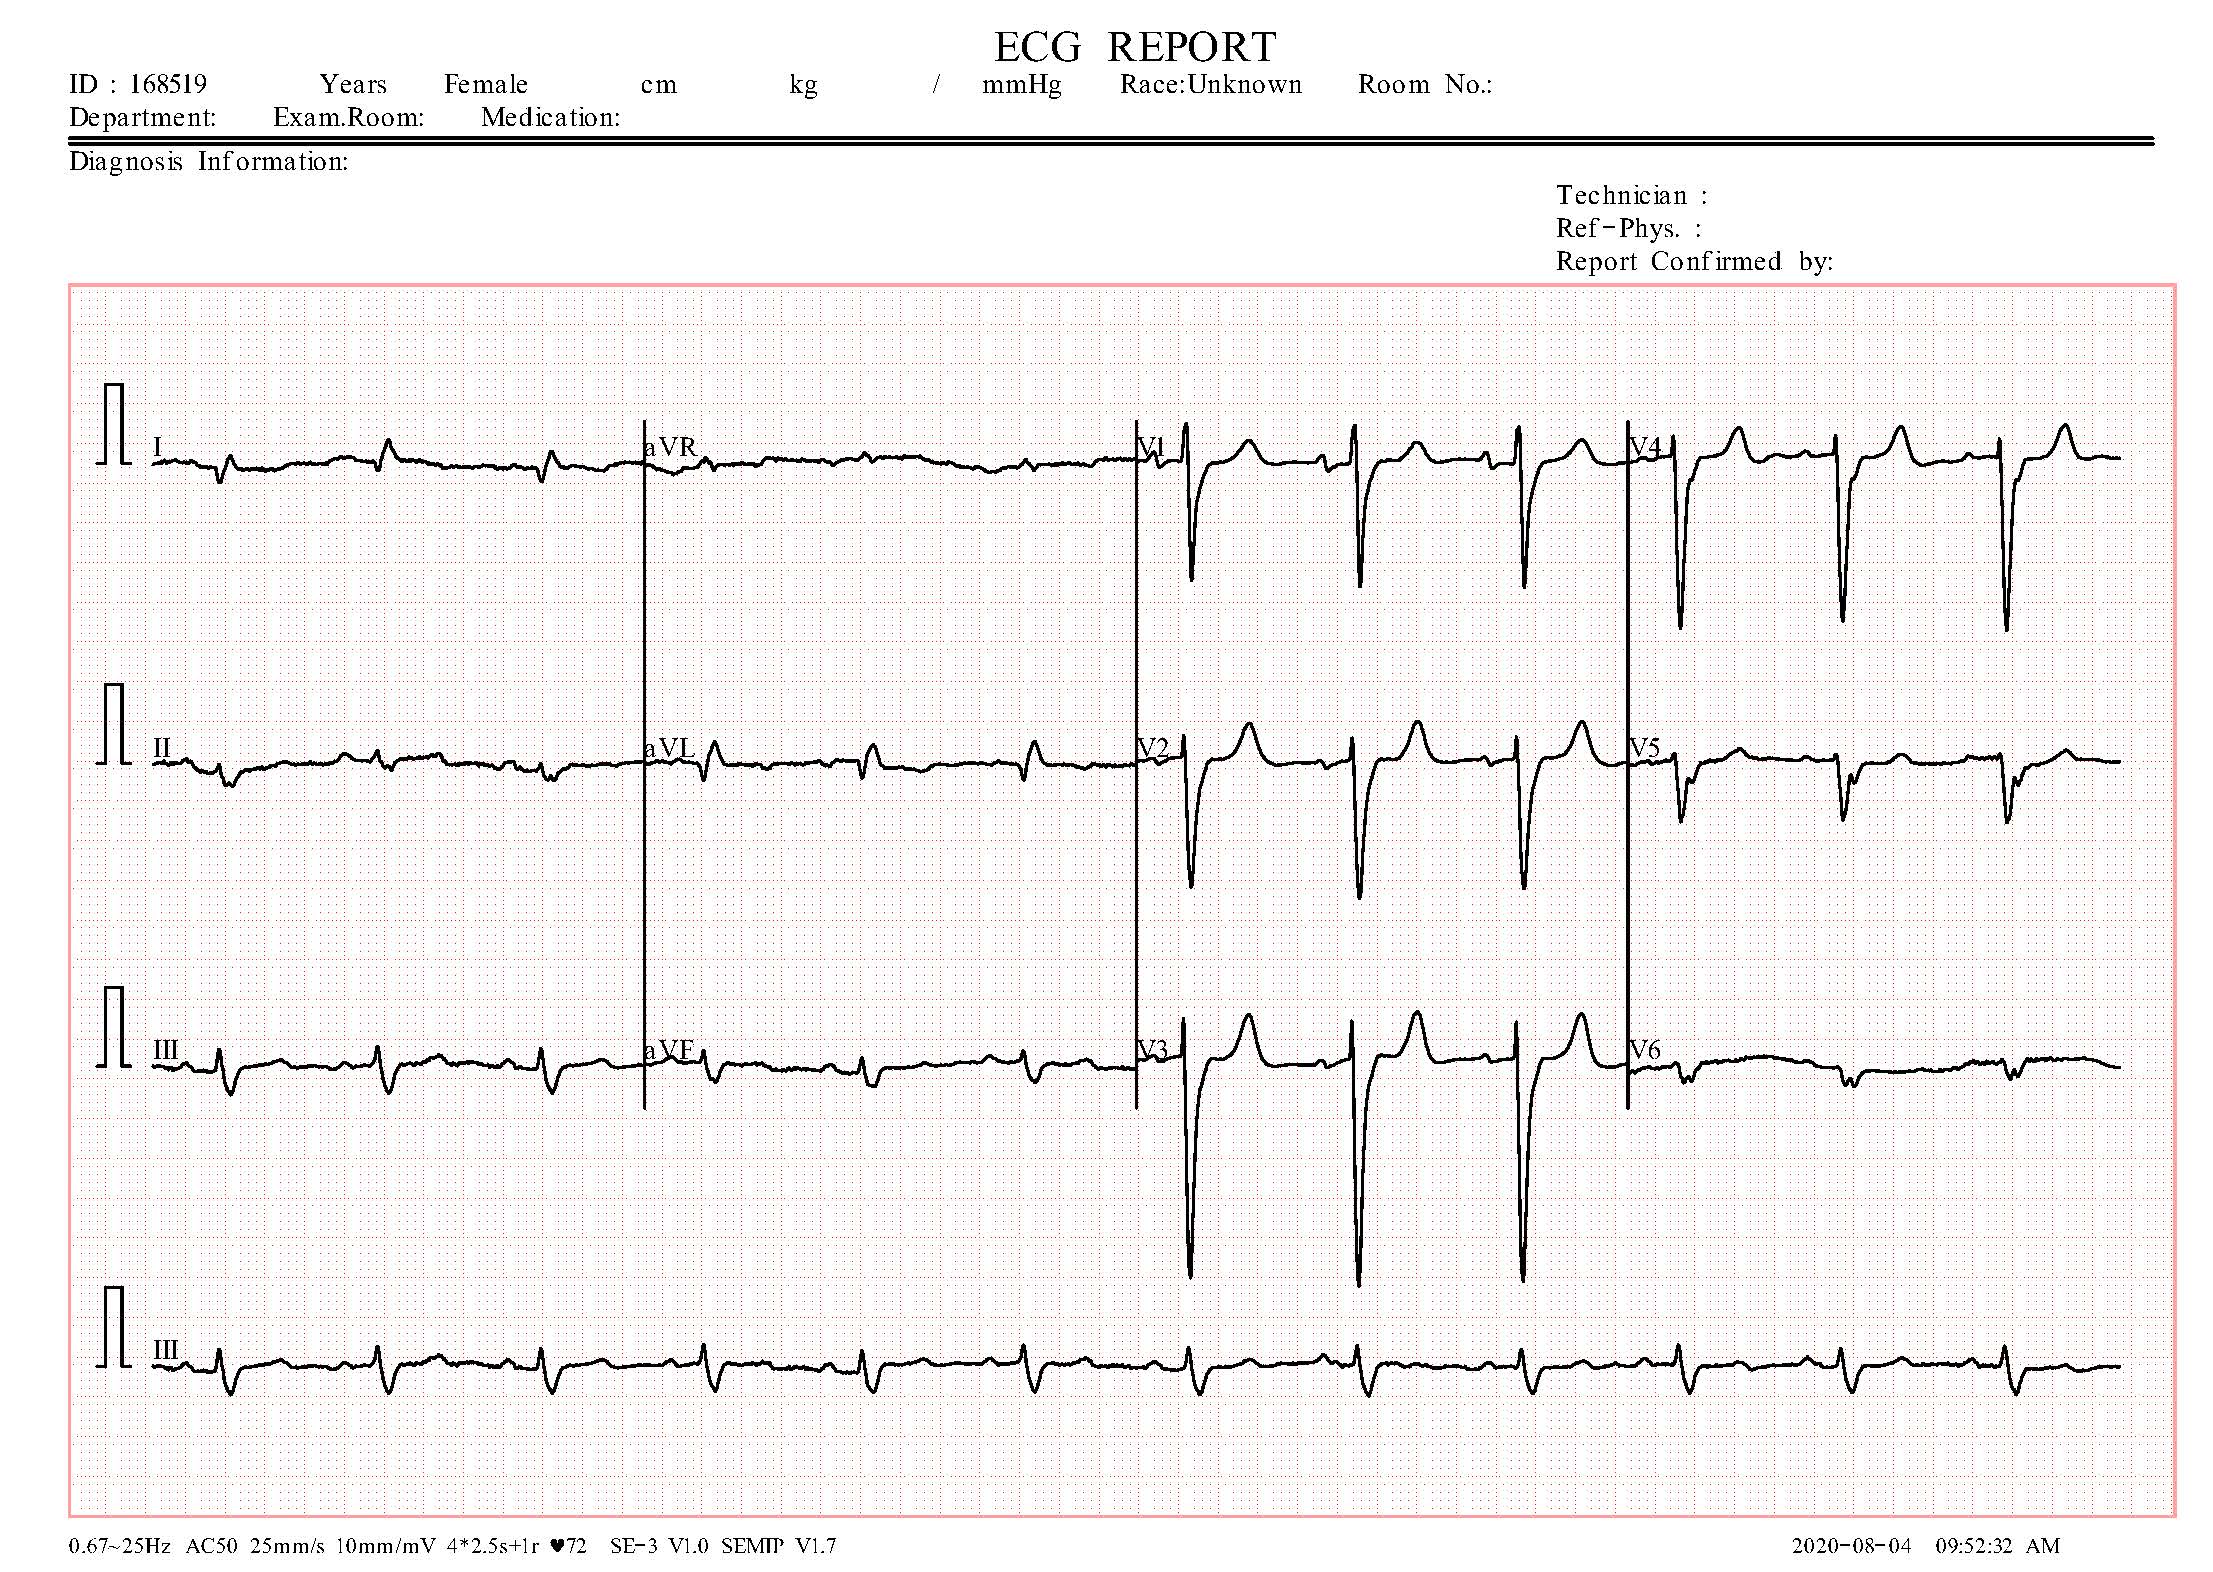 ECG REPORT
ID : 168519 Years Female cm kg / mmHg Race:Unknown Room No.:
Department: Exam.Room: Medication:
Diagnosis Information:
Technician :
Ref-Phys. :
Report Confirmed by:
I aVR V1 V4
II aVL V2 V5
III aVF V3 V6
III
0.67~25Hz AC50 25mm/s 10mm/mV 4*2.5s+1r ♥72 SE-3 V1.0 SEMIP V1.7 2020-08-04 09:52:32 AM